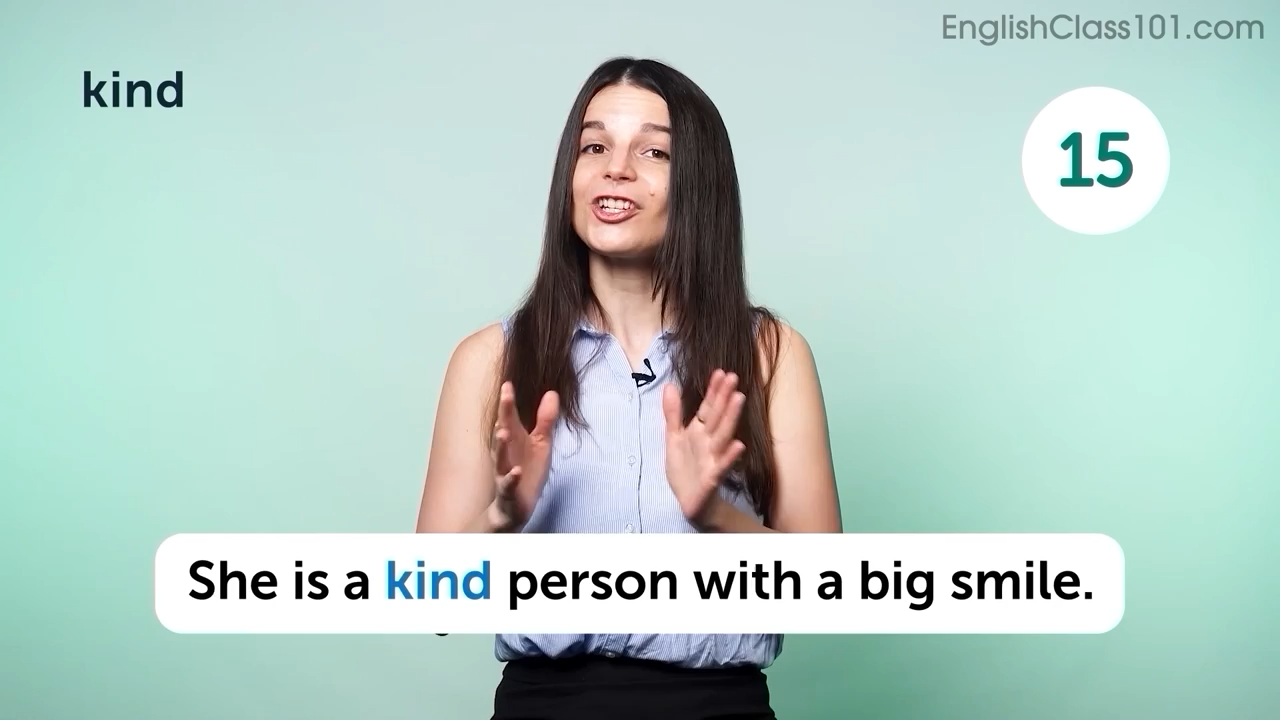 EnglishClass101.com
kind
15
She is a kind person with a big smile.